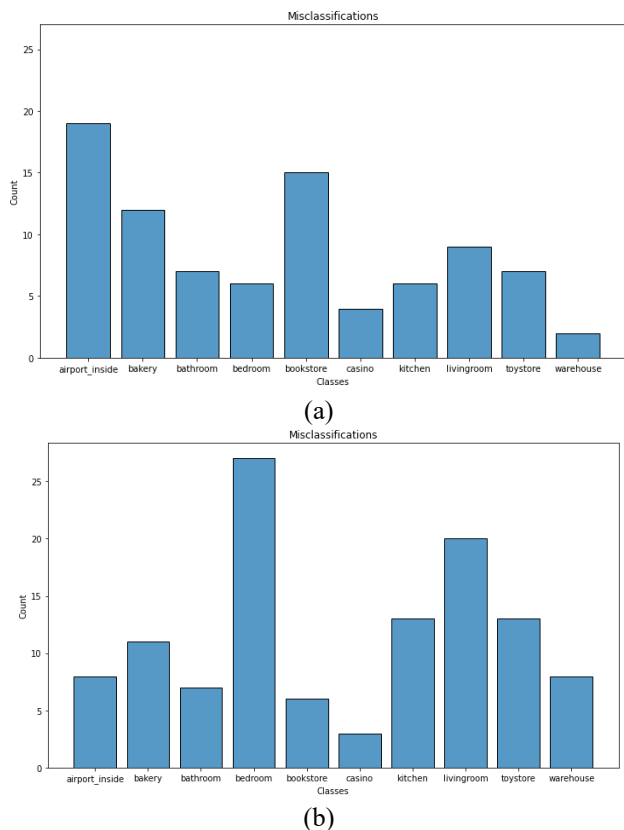 Misclassifications
25
20
15
10
5
0
Count
airport_inside bakery bathroom bedroom bookstore casino kitchen livingroom toystore warehouse
Classes
(a)
Misclassifications
25
20
15
10
5
0
Count
airport_inside bakery bathroom bedroom bookstore casino kitchen livingroom toystore warehouse
Classes
(b)